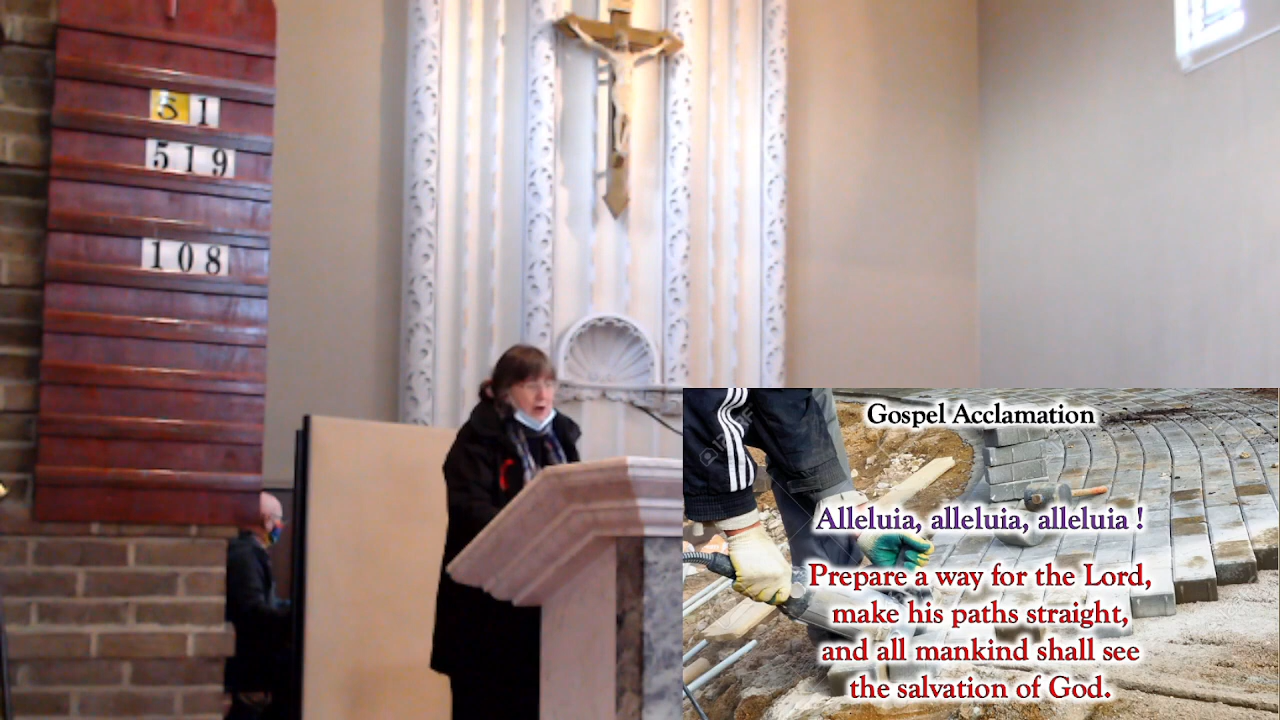 51
519
108
Gospel Acclamation
Alleluia, alleluia, alleluia !
Prepare a way for the Lord,
make his paths straight,
and all mankind shall see
the salvation of God.